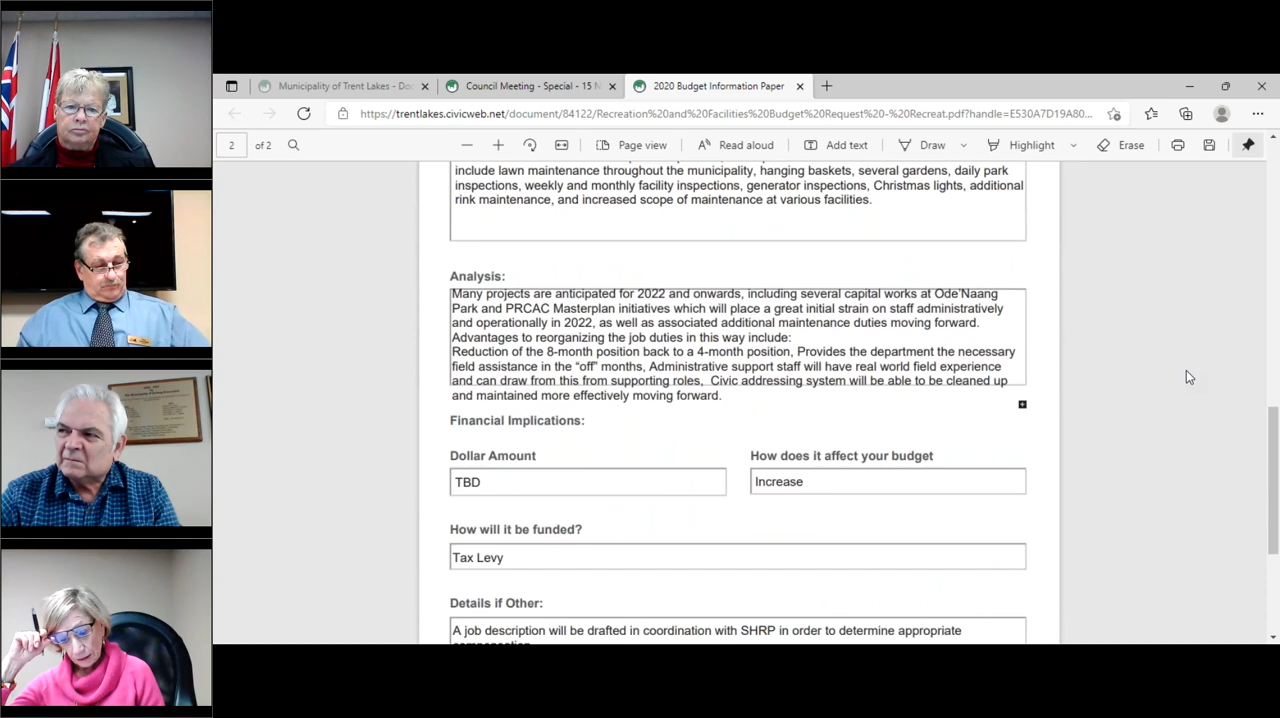 Municipality of Trent Lakes - Doc
Council Meeting - Special - 15 N
2020 Budget Information Paper
https://trentlakes.civicweb.net/document/84122/Recreation%20and%20Facilities%20Budget%20Request%20-%20Recreat.pdf?handle=E530A7D19A80...
2 of 2
Page view
Read aloud
Add text
Draw
Highlight
Erase
include lawn maintenance throughout the municipality, hanging baskets, several gardens, daily park
inspections, weekly and monthly facility inspections, generator inspections, Christmas lights, additional
rink maintenance, and increased scope of maintenance at various facilities.
Analysis:
Many projects are anticipated for 2022 and onwards, including several capital works at Ode'Naang
Park and PRCAC Masterplan initiatives which will place a great initial strain on staff administratively
and operationally in 2022, as well as associated additional maintenance duties moving forward.
Advantages to reorganizing the job duties in this way include:
Reduction of the 8-month position back to a 4-month position, Provides the department the necessary
field assistance in the “off” months, Administrative support staff will have real world field experience
and can draw from this from supporting roles, Civic addressing system will be able to be cleaned up
and maintained more effectively moving forward.
Financial Implications:
Dollar Amount
How does it affect your budget
TBD
Increase
How will it be funded?
Tax Levy
Details if Other:
A job description will be drafted in coordination with SHRP in order to determine appropriate